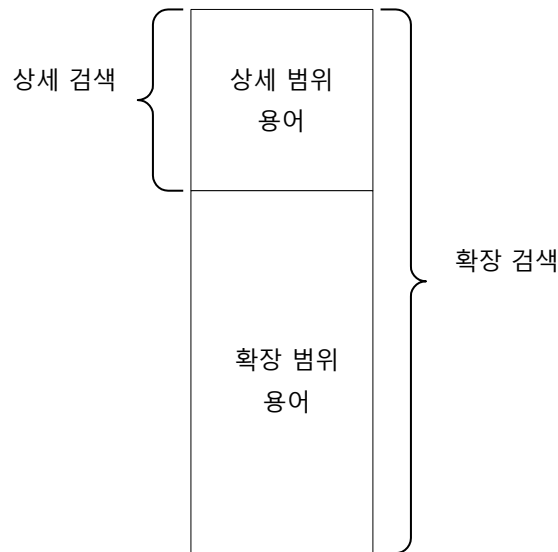 상세 검색
상세 범위
용어
확장 검색
확장 범위
용어